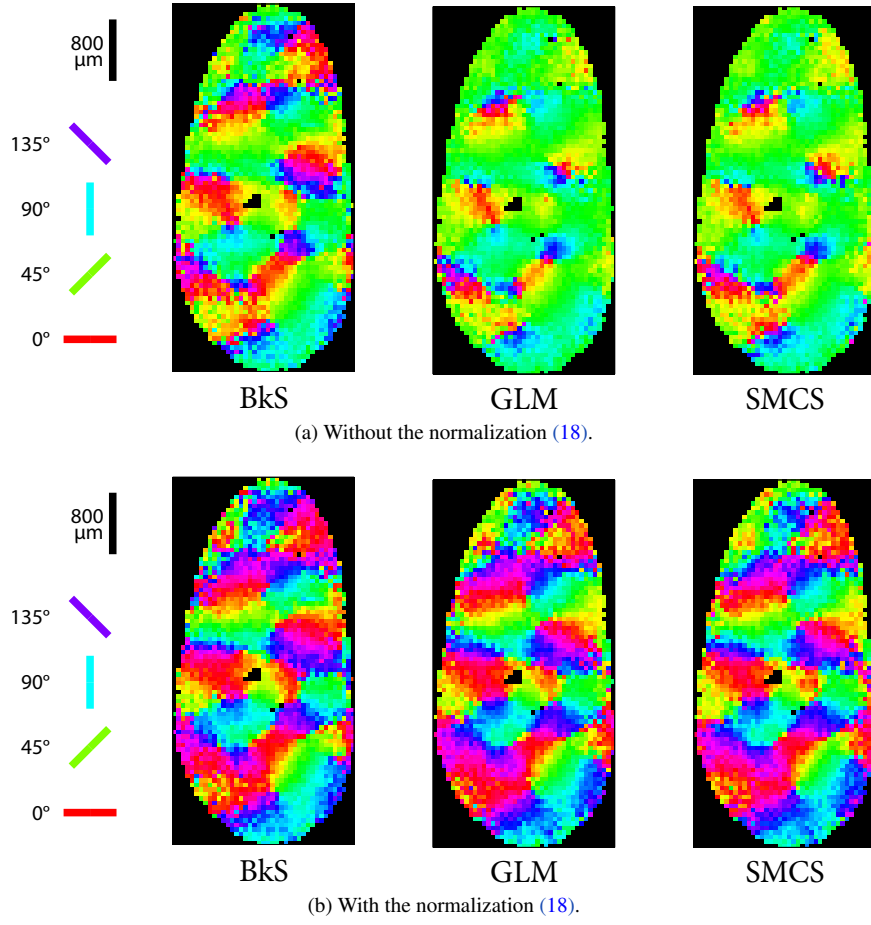 800
µm
135°
90°
45°
0°
BkS GLM SMCS
(a) Without the normalization (18).
800
µm
135°
90°
45°
0°
BkS GLM SMCS
(b) With the normalization (18).